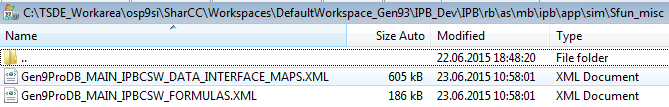 C:\TSDE_Workarea\osp9si\SharCC\Workspaces\DefaultWorkspace_Gen93\IPB_Dev\IPB\rb\as\mb\ipb\app\sim\Sfun_misc
Name Size Auto Modified Type
.. 22.06.2015 18:48:20 File folder
Gen9ProDB_MAIN_IPBCSW_DATA_INTERFACE_MAPS.XML 605 kB 23.06.2015 10:58:01 XML Document
Gen9ProDB_MAIN_IPBCSW_FORMULAS.XML 186 kB 23.06.2015 10:58:01 XML Document